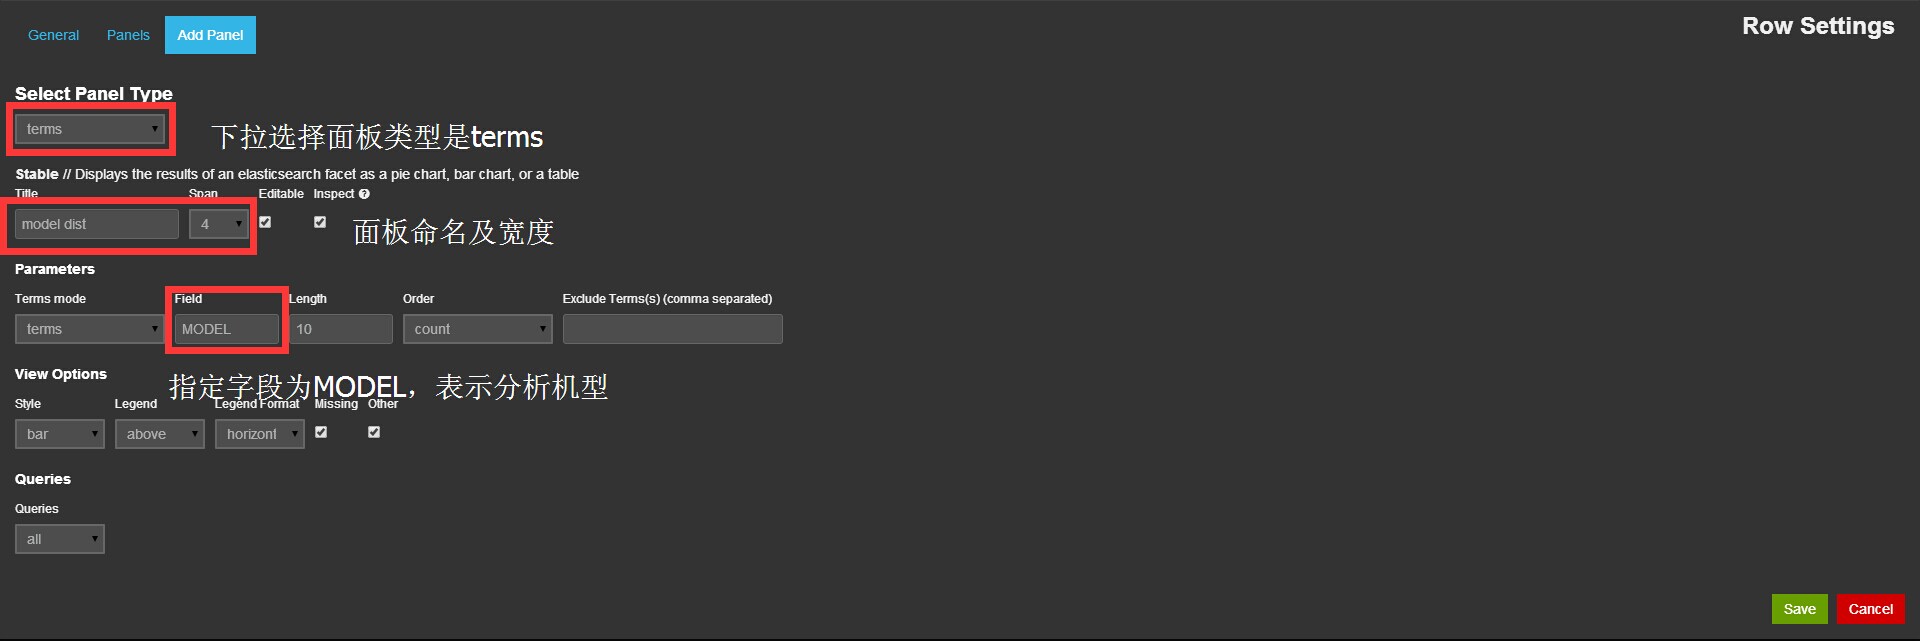 General Panels Add Panel Row Settings
Select Panel Type
terms
下拉选择面板类型是terms
Stable // Displays the results of an elasticsearch facet as a pie chart, bar chart, or a table
Title Span Editable Inspect
model dist 4
面板命名及宽度
Parameters
Terms mode Field Length Order Exclude Terms(s) (comma separated)
terms MODEL 10 count
View Options
指定字段为MODEL，表示分析机型
Style Legend Legend Format Missing Other
bar above horizont
Queries
Queries
all
Save Cancel